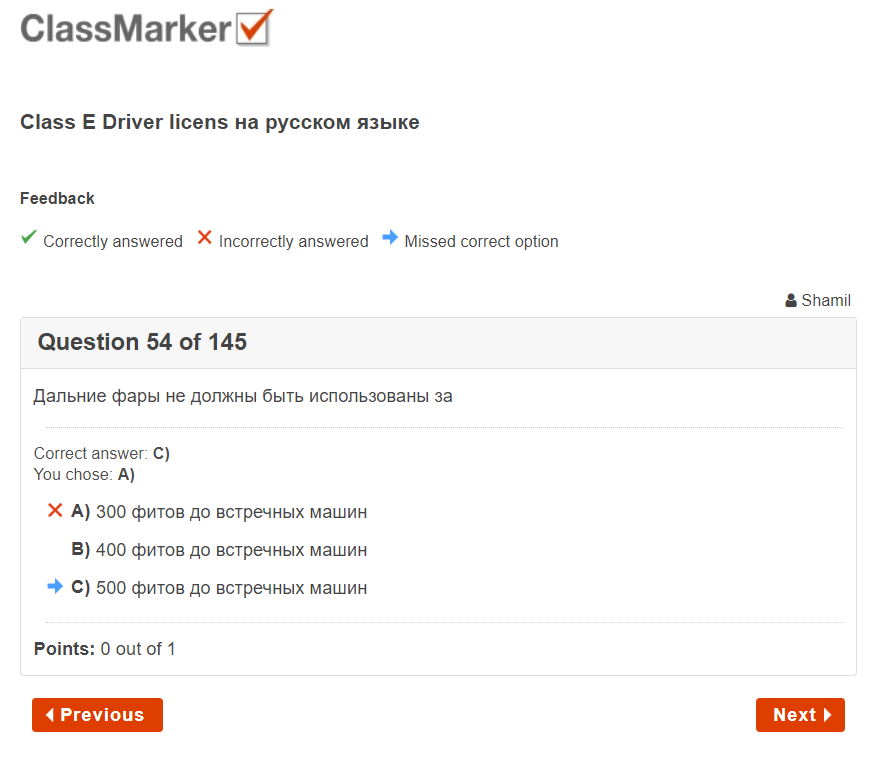 ClassMarker
Class E Driver licens на русском языке
Feedback
Correctly answered Incorrectly answered Missed correct option
Shamil
Question 54 of 145
Дальние фары не должны быть использованы за
Correct answer: C)
You chose: A)
A) 300 фитов до встречных машин
B) 400 фитов до встречных машин
C) 500 фитов до встречных машин
Points: 0 out of 1
Previous Next